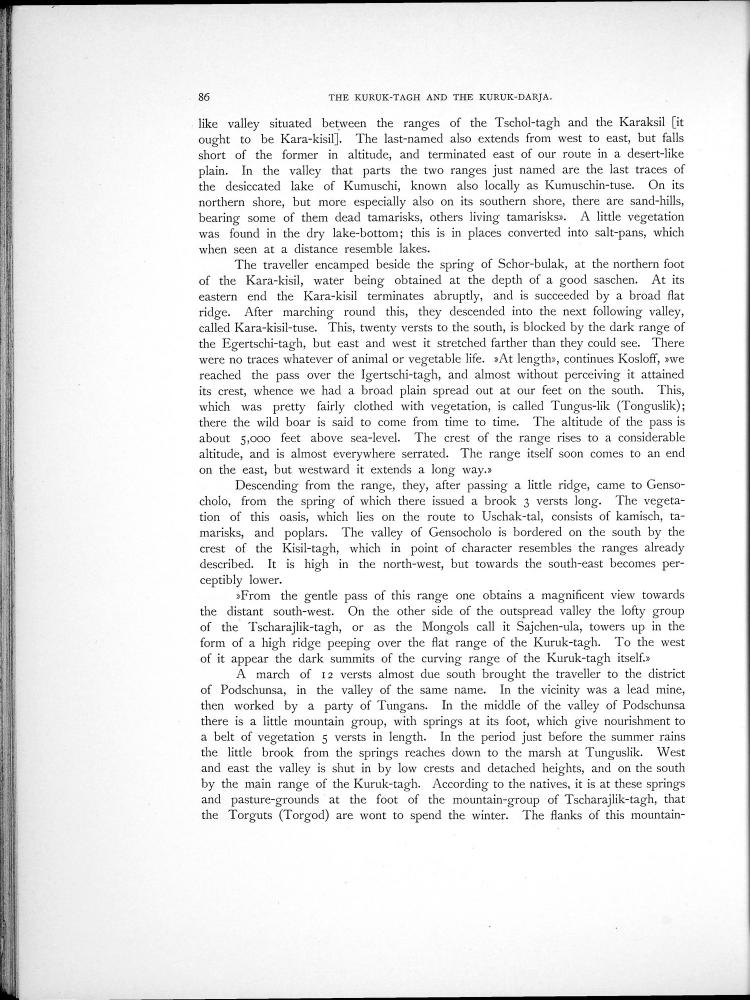 86 THE KURUK-TAGH AND THE KURUK-DARJA.
like valley situated between the ranges of the Tschol-tagh and the Karaksil [it
ought to be Kara-kisil]. The last-named also extends from west to east, but falls
short of the former in altitude, and terminated east of our route in a desert-like
plain. In the valley that parts the two ranges just named are the last traces of
the desiccated lake of Kumuschi, known also locally as Kumuschin-tuse. On its
northern shore, but more especially also on its southern shore, there are sand-hills,
bearing some of them dead tamarisks, others living tamarisks». A little vegetation
was found in the dry lake-bottom; this is in places converted into salt-pans, which
when seen at a distance resemble lakes.
The traveller encamped beside the spring of Schor-bulak, at the northern foot
of the Kara-kisil, water being obtained at the depth of a good saschen. At its
eastern end the Kara-kisil terminates abruptly, and is succeeded by a broad flat
ridge. After marching round this, they descended into the next following valley,
called Kara-kisil-tuse. This, twenty versts to the south, is blocked by the dark range of
the Egertschi-tagh, but east and west it stretched farther than they could see. There
were no traces whatever of animal or vegetable life. »At length», continues Kosloff, »we
reached the pass over the Igertschi-tagh, and almost without perceiving it attained
its crest, whence we had a broad plain spread out at our feet on the south. This,
which was pretty fairly clothed with vegetation, is called Tungus-lik (Tonguslik);
there the wild boar is said to come from time to time. The altitude of the pass is
about 5,000 feet above sea-level. The crest of the range rises to a considerable
altitude, and is almost everywhere serrated. The range itself soon comes to an end
on the east, but westward it extends a long way.»
Descending from the range, they, after passing a little ridge, came to Genso-
cholo, from the spring of which there issued a brook 3 versts long. The vegeta-
tion of this oasis, which lies on the route to Uschak-tal, consists of kamisch, ta-
marisks, and poplars. The valley of Gensocholo is bordered on the south by the
crest of the Kisil-tagh, which in point of character resembles the ranges already
described. It is high in the north-west, but towards the south-east becomes per-
ceptibly lower.
»From the gentle pass of this range one obtains a magnificent view towards
the distant south-west. On the other side of the outspread valley the lofty group
of the Tscharajlik-tagh, or as the Mongols call it Sajchen-ula, towers up in the
form of a high ridge peeping over the flat range of the Kuruk-tagh. To the west
of it appear the dark summits of the curving range of the Kuruk-tagh itself.»
A march of 12 versts almost due south brought the traveller to the district
of Podschunsa, in the valley of the same name. In the vicinity was a lead mine,
then worked by a party of Tungans. In the middle of the valley of Podschunsa
there is a little mountain group, with springs at its foot, which give nourishment to
a belt of vegetation 5 versts in length. In the period just before the summer rains
the little brook from the springs reaches down to the marsh at Tunguslik. West
and east the valley is shut in by low crests and detached heights, and on the south
by the main range of the Kuruk-tagh. According to the natives, it is at these springs
and pasture-grounds at the foot of the mountain-group of Tscharajlik-tagh, that
the Torguts (Torgod) are wont to spend the winter. The flanks of this mountain-